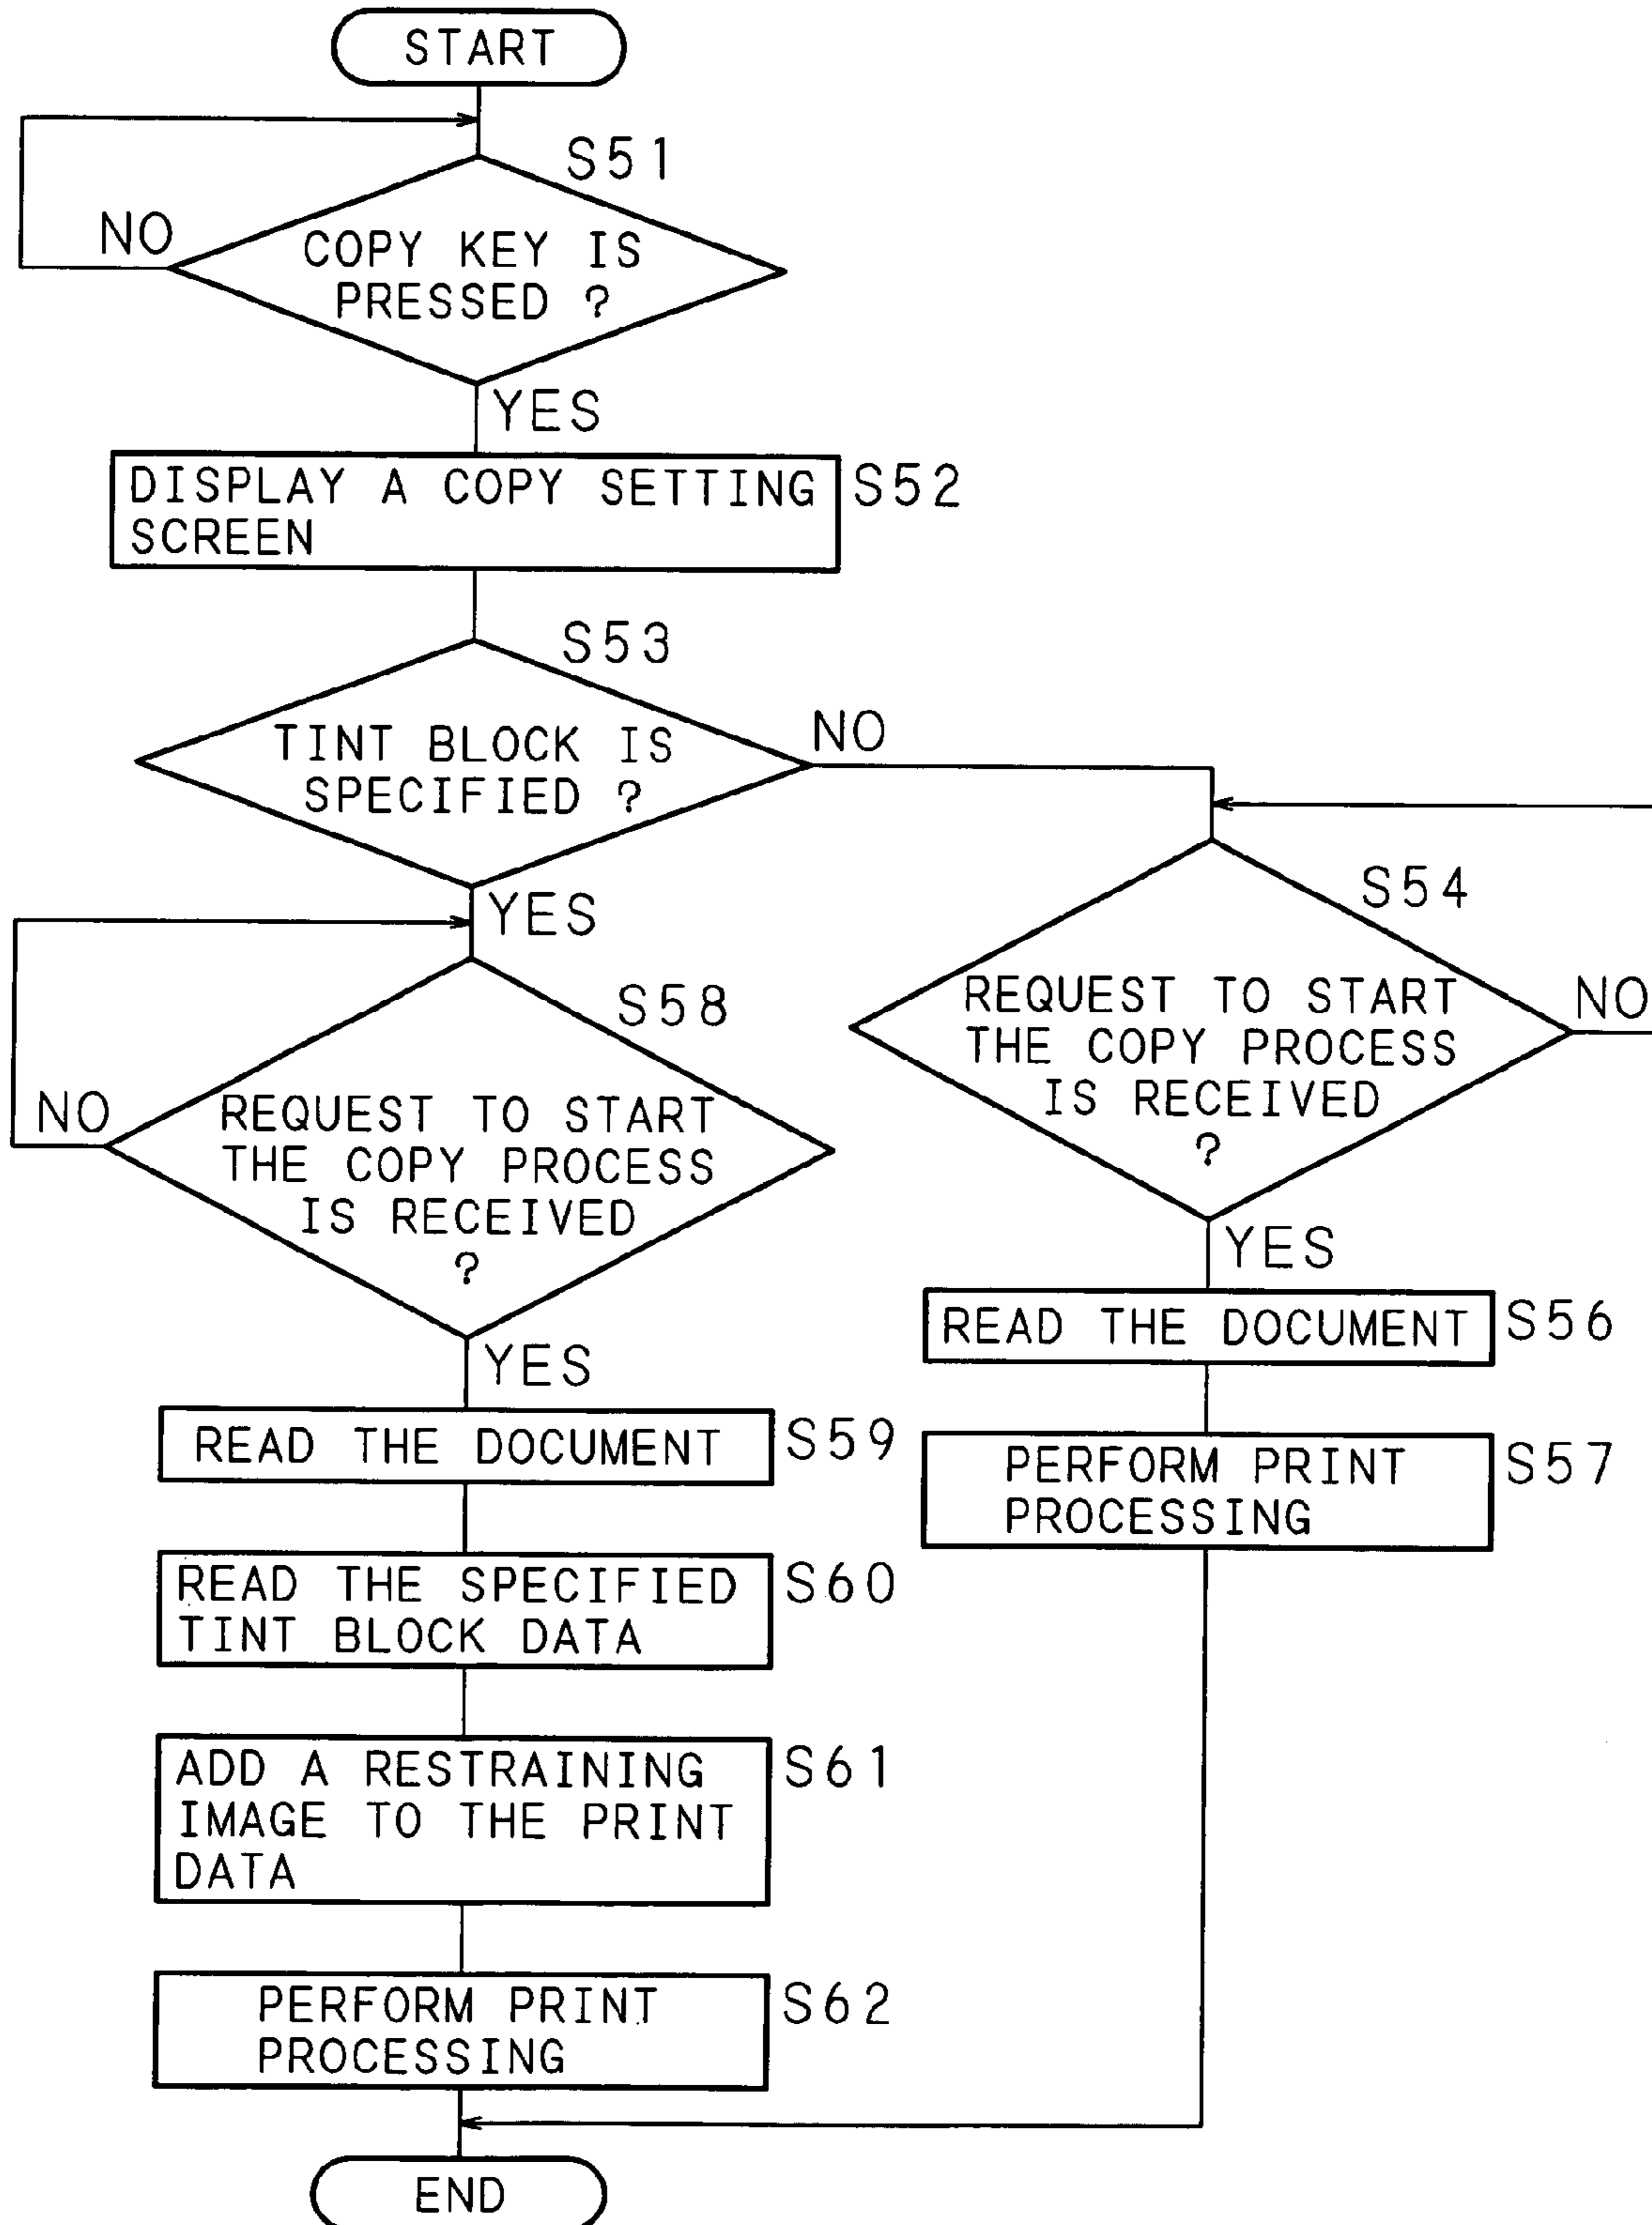 START
S51
NO
COPY KEY IS
PRESSED ?
YES
DISPLAY A COPY SETTING
SCREEN
S52
S53
TINT BLOCK IS
SPECIFIED ?
NO
YES
S54
REQUEST TO START
THE COPY PROCESS
IS RECEIVED
?
NO
YES
READ THE DOCUMENT
S56
PERFORM PRINT
PROCESSING
S57
S58
NO
REQUEST TO START
THE COPY PROCESS
IS RECEIVED
?
YES
READ THE DOCUMENT
S59
READ THE SPECIFIED
TINT BLOCK DATA
S60
ADD A RESTRAINING
IMAGE TO THE PRINT
DATA
S61
PERFORM PRINT
PROCESSING
S62
END